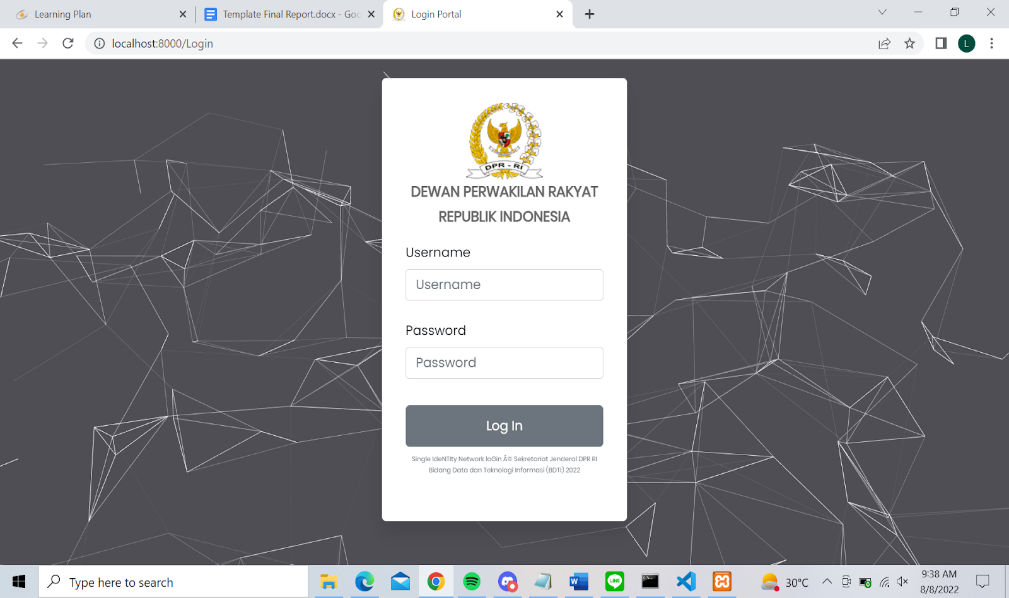 Learning Plan
Template Final Report.docx - Goo
Login Portal
localhost:8000/Login
L
DPR - RI
DEWAN PERWAKILAN RAKYAT
REPUBLIK INDONESIA
Username
Username
Password
Password
Log In
Single IdeNTity Network loGin Â© Sekretariat Jenderal DPR RI
Bidang Data dan Teknologi Informasi (BDTI) 2022
Type here to search
30°C
9:38 AM
8/8/2022